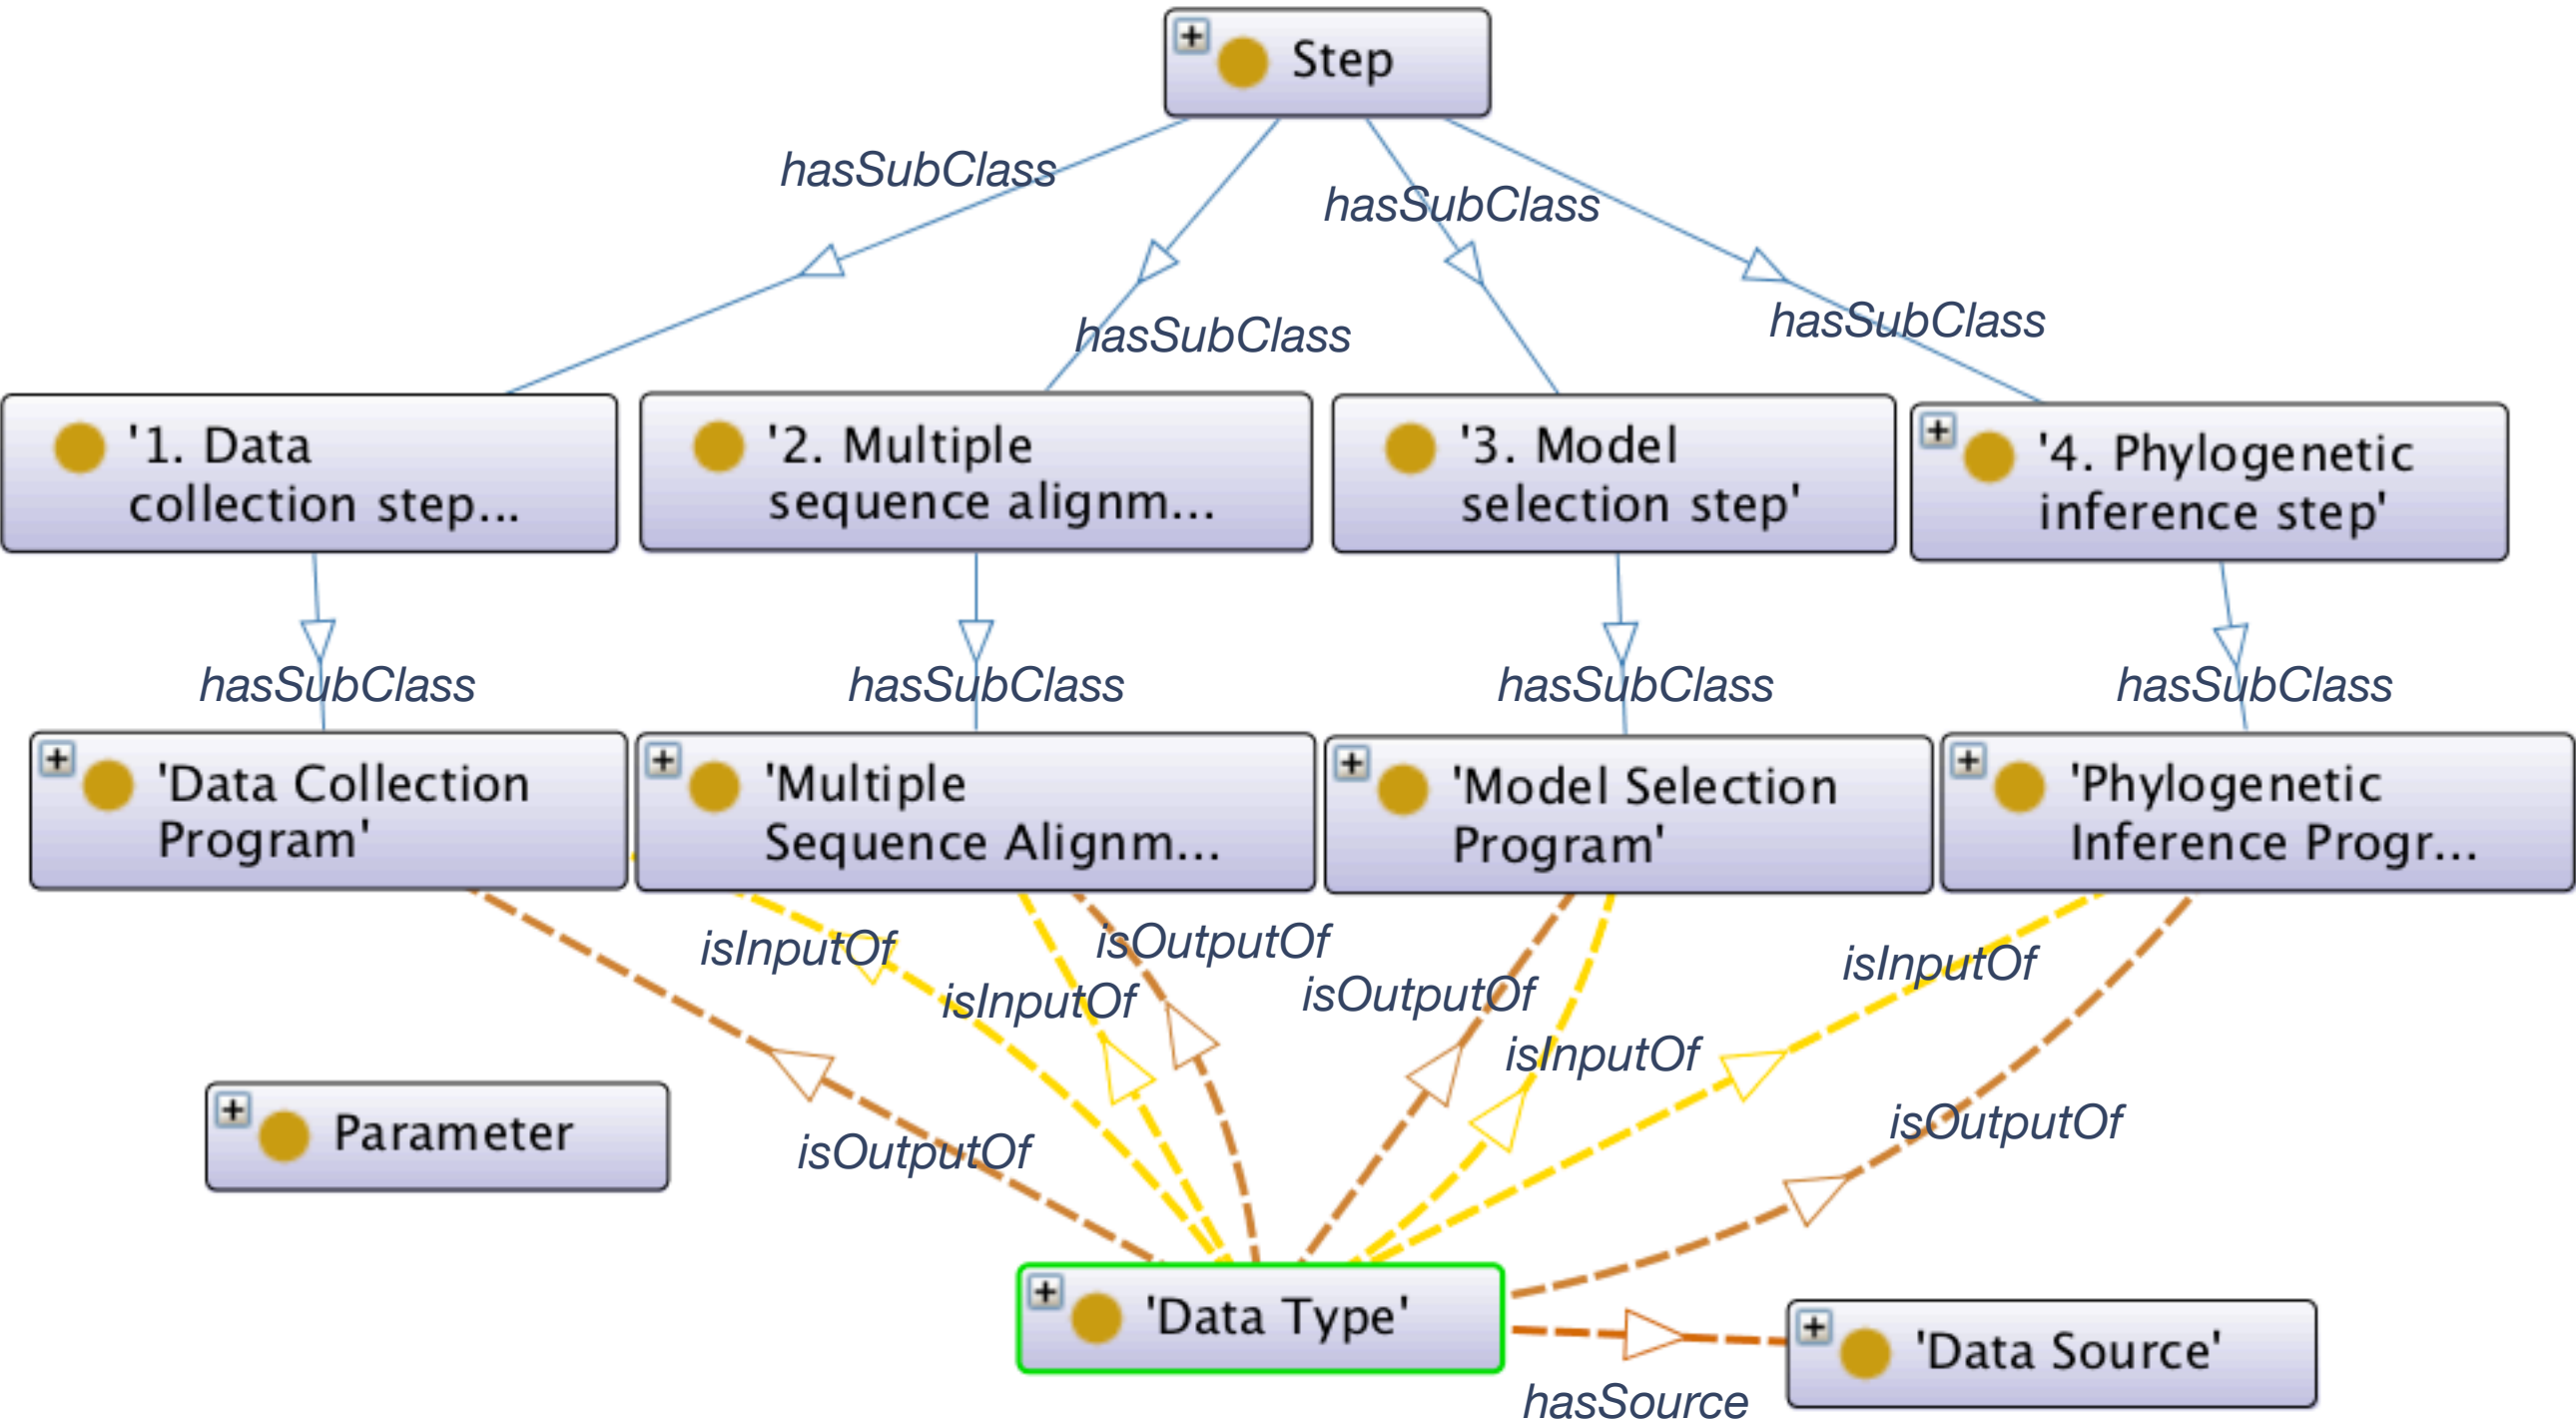 Step
hasSubClass
hasSubClass
hasSubClass
hasSubClass
'1. Data
collection step...
'2. Multiple
sequence alignm...
'3. Model
selection step'
'4. Phylogenetic
inference step'
hasSubClass
hasSubClass
hasSubClass
hasSubClass
'Data Collection
Program'
'Multiple
Sequence Alignm...
'Model Selection
Program'
'Phylogenetic
Inference Progr...
isInputOf
isOutputOf
isInputOf
isOutputOf
isInputOf
isInputOf
Parameter
isOutputOf
isOutputOf
'Data Type'
'Data Source'
hasSource